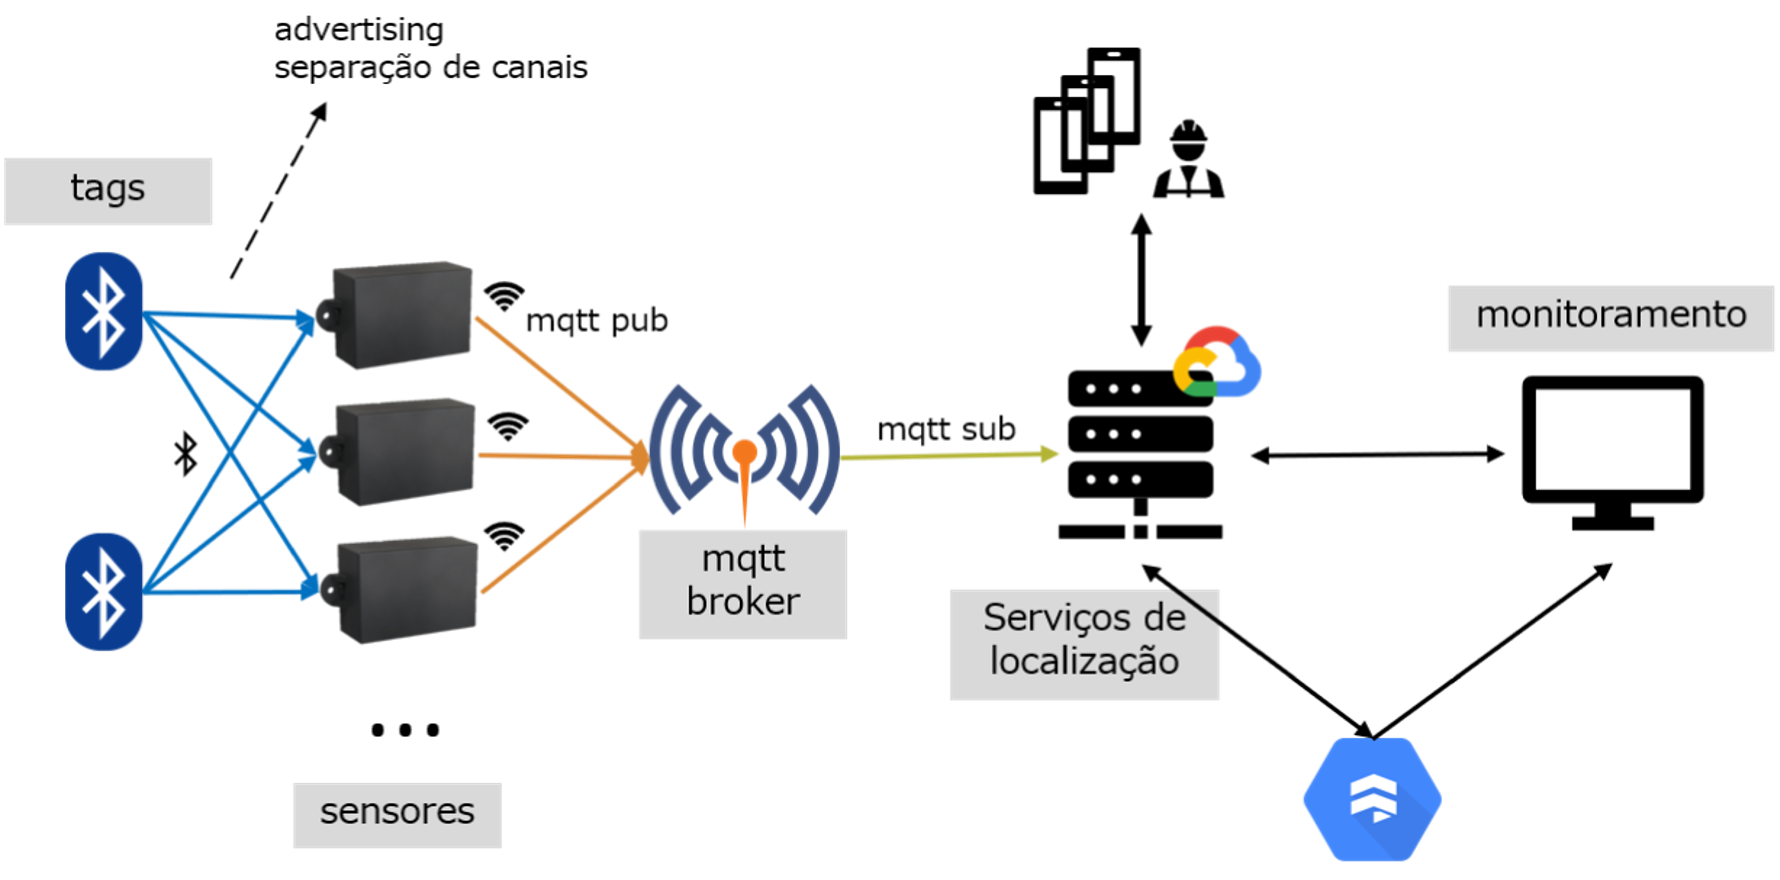 advertising
separação de canais
tags
mqtt pub
monitoramento
mqtt sub
mqtt
broker
Serviços de
localização
sensores